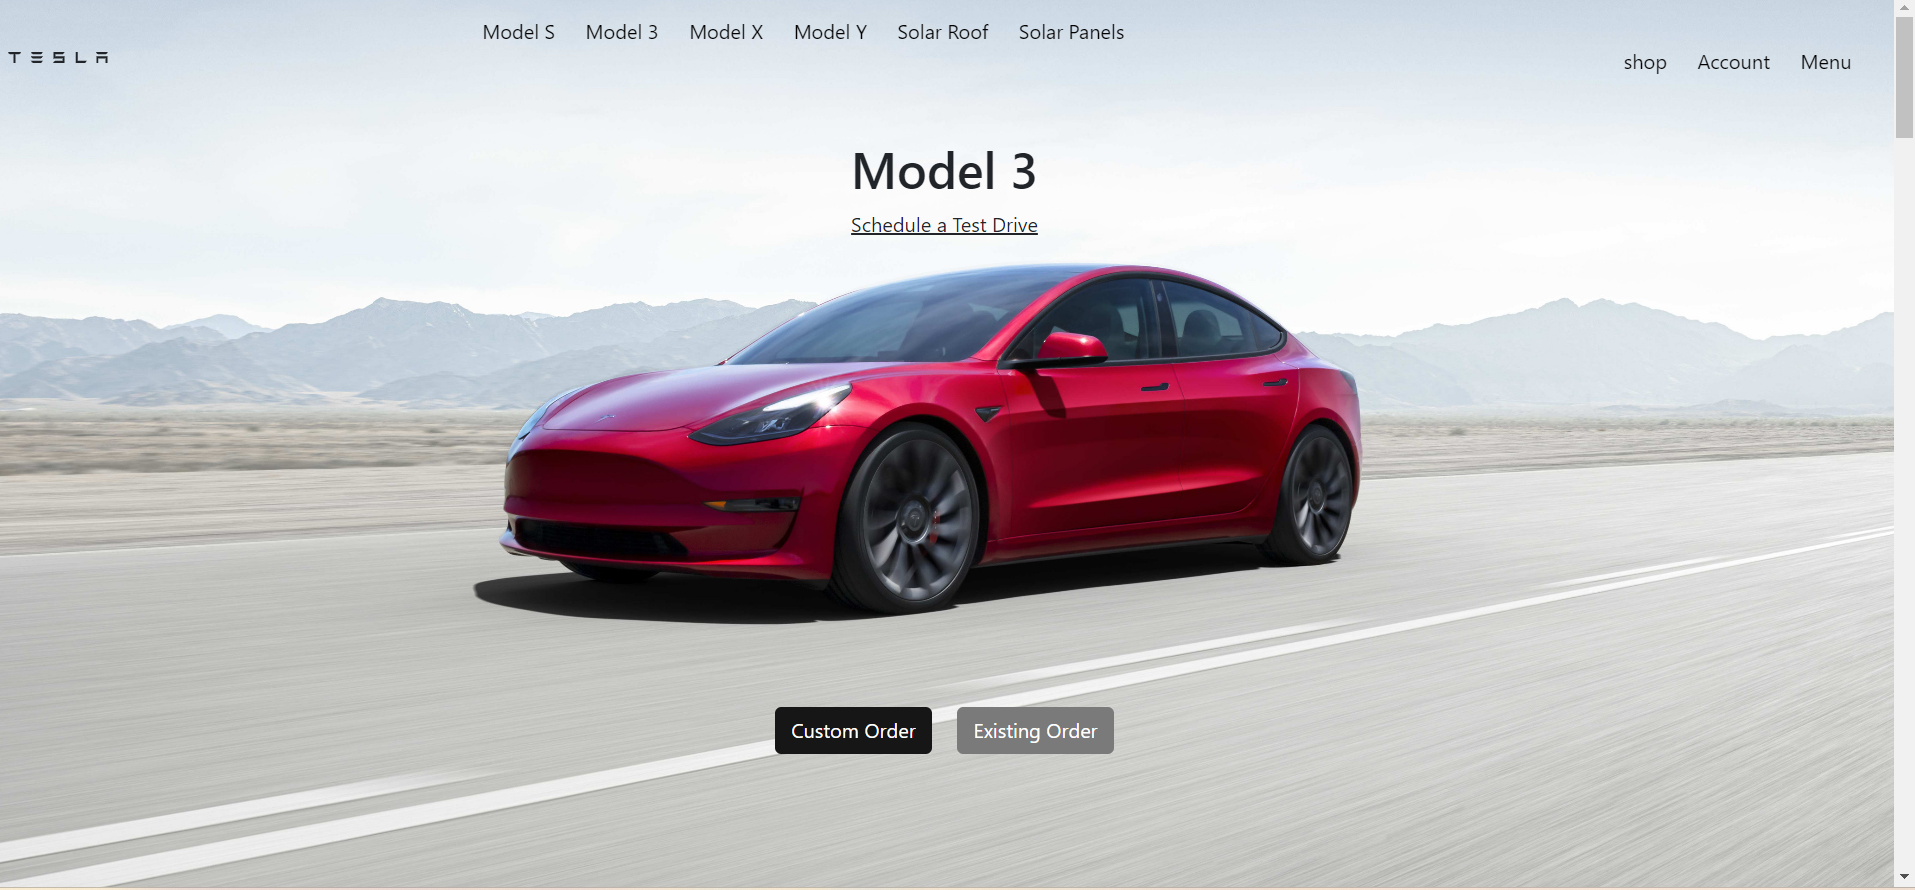 Model S Model 3 Model X Model Y Solar Roof Solar Panels
TESLA
shop Account Menu
Model 3
Schedule a Test Drive
Custom Order Existing Order